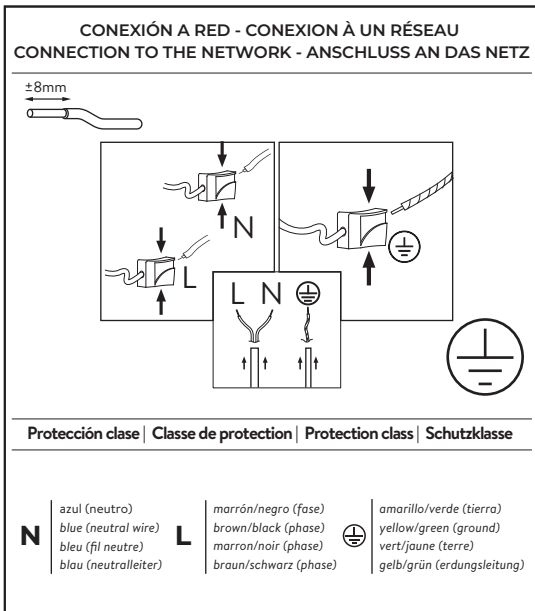 CONEXIÓN A RED - CONEXION À UN RÉSEAU
CONNECTION TO THE NETWORK - ANSCHLUSS AN DAS NETZ
±8mm
N
L
L N
Protección clase | Classe de protection | Protection class | Schutzklasse
N
azul (neutro)
blue (neutral wire)
bleu (fil neutre)
blau (neutralleiter)
L
marrón/negro (fase)
brown/black (phase)
marron/noir (phase)
braun/schwarz (phase)
amarillo/verde (tierra)
yellow/green (ground)
vert/jaune (terre)
gelb/grün (erdungsleitung)